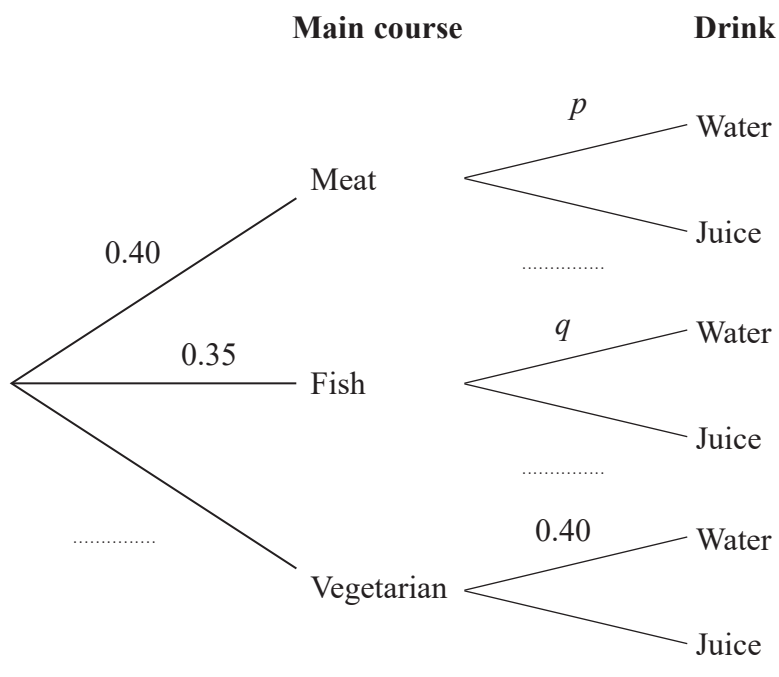 Main course Drink
p
Water
Meat
0.40
Juice
...............
q
0.35
Water
Fish
Juice
...............
0.40
...............
Water
Vegetarian
Juice